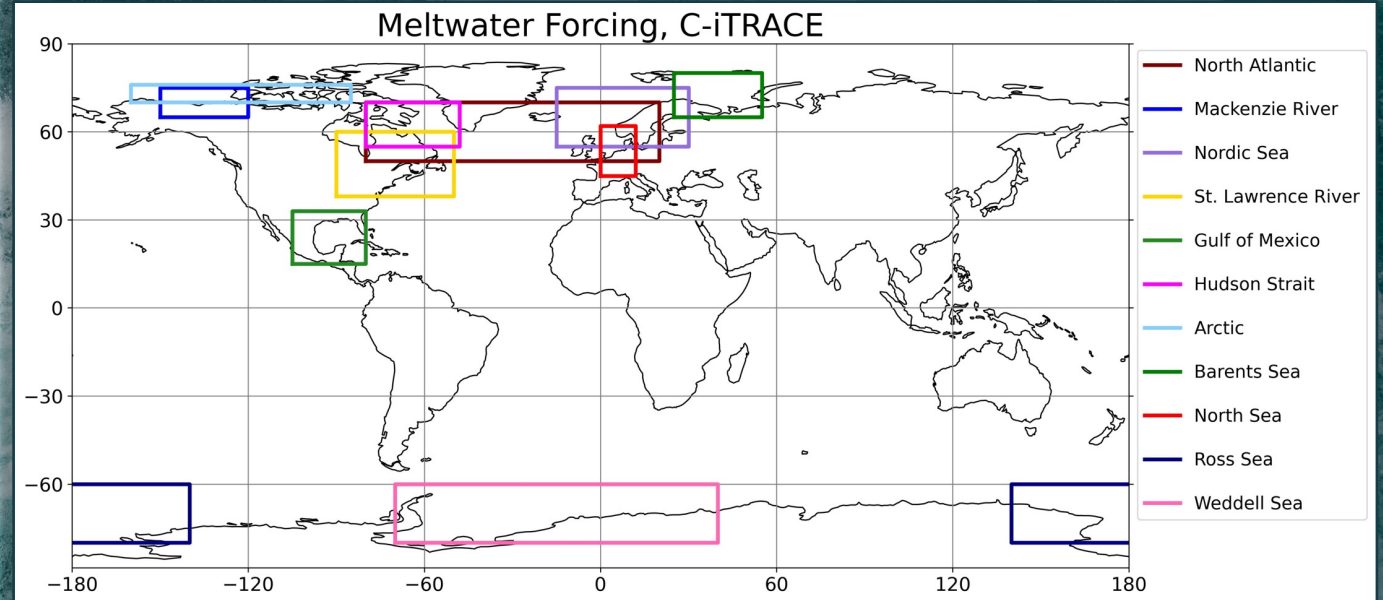 Meltwater Forcing, C-iTRACE
90
60
30
0
−30
−60
−180
−120
−60
0
60
120
180
North Atlantic
Mackenzie River
Nordic Sea
St. Lawrence River
Gulf of Mexico
Hudson Strait
Arctic
Barents Sea
North Sea
Ross Sea
Weddell Sea